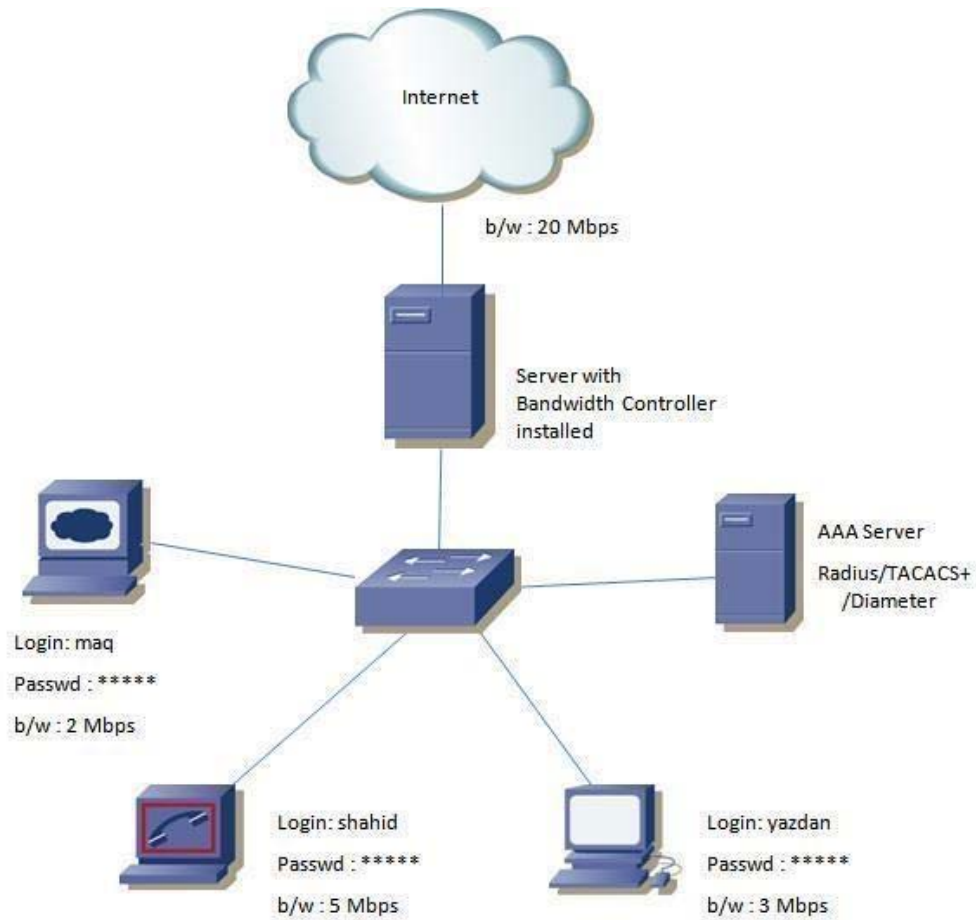 Internet
b/w : 20 Mbps
Server with
Bandwidth Controller
installed
AAA Server
Radius/TACACS+
/Diameter
Login: maq
Passwd : *****
b/w : 2 Mbps
Login: shahid
Passwd : *****
b/w : 5 Mbps
Login: yazdan
Passwd : *****
b/w : 3 Mbps